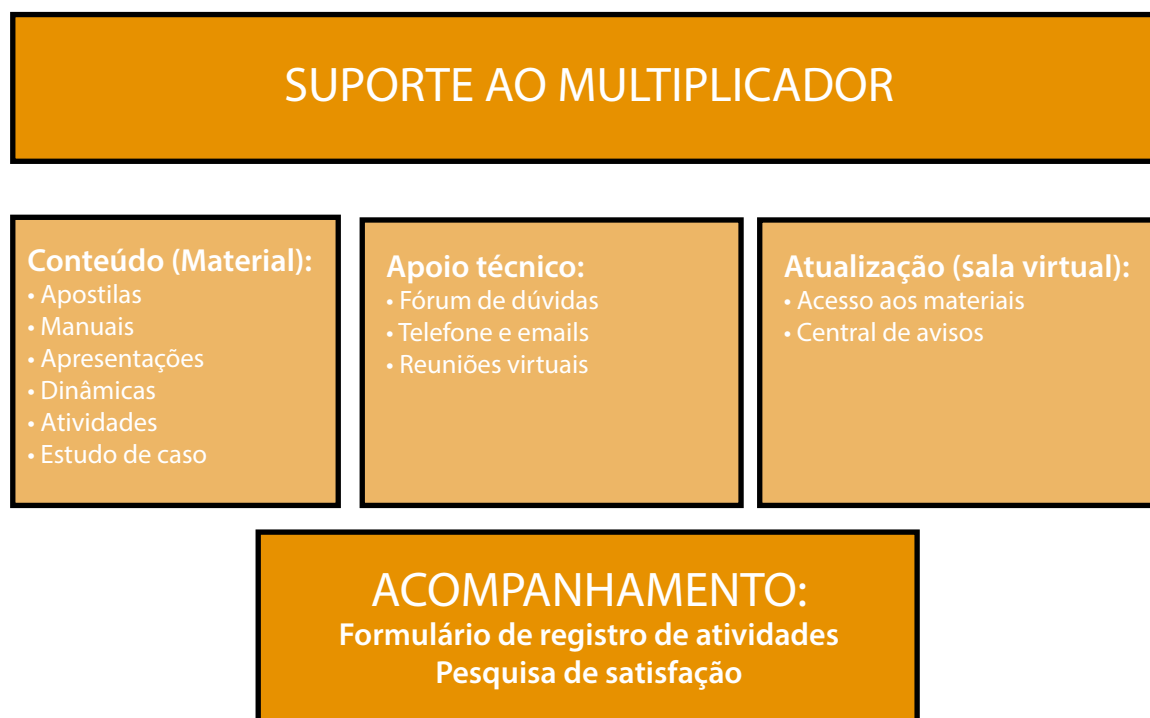 SUPORTE AO MULTIPLICADOR
Conteúdo (Material):
• Apostilas
• Manuais
• Apresentações
• Dinâmicas
• Atividades
• Estudo de caso
Apoio técnico:
• Fórum de dúvidas
• Telefone e emails
• Reuniões virtuais
Atualização (sala virtual):
• Acesso aos materiais
• Central de avisos
ACOMPANHAMENTO:
Formulário de registro de atividades
Pesquisa de satisfação